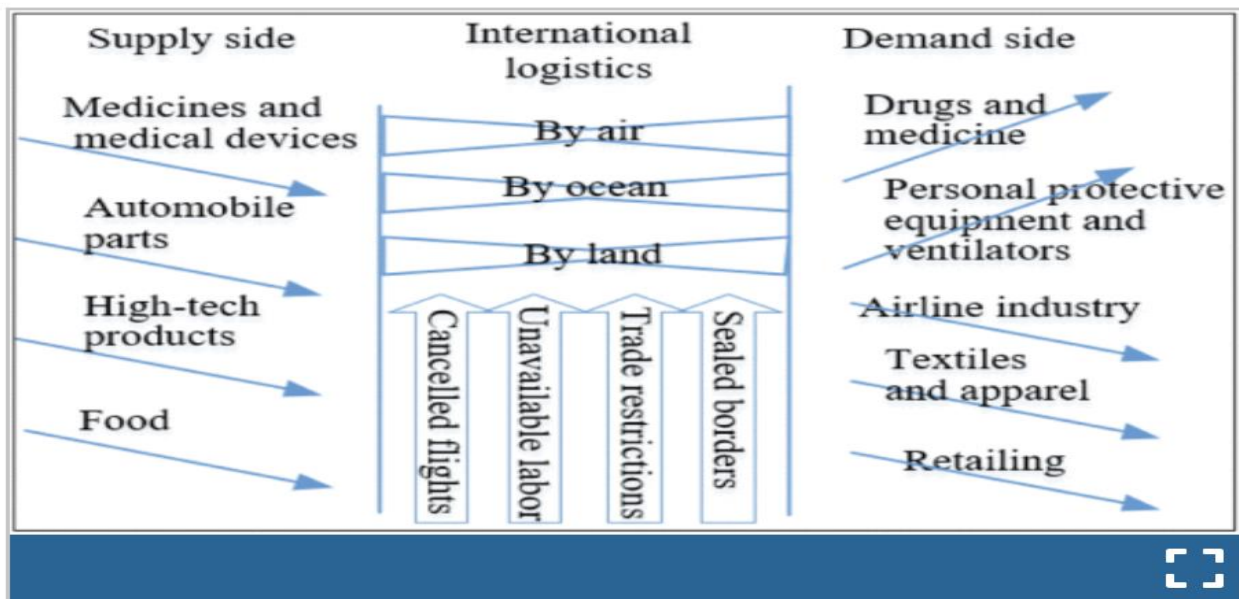 Supply side
Medicines and
medical devices
Automobile
parts
High-tech
products
Food
International
logistics
By air
By ocean
By land
Cancelled flights
Unavailable labor
Trade restrictions
Sealed borders
Demand side
Drugs and
medicine
Personal protective
equipment and
ventilators
Airline industry
Textiles
and apparel
Retailing